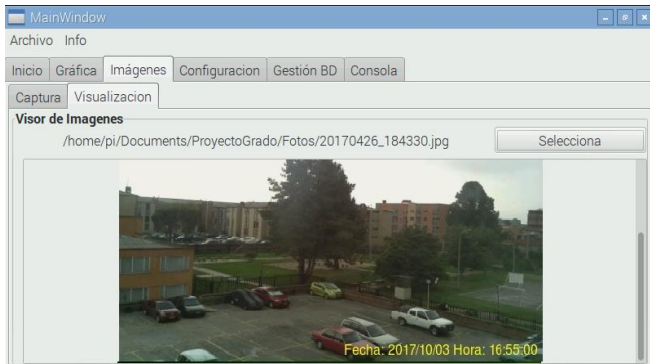 MainWindow
Archivo Info
Inicio Gráfica Imágenes Configuracion Gestión BD Consola
Captura Visualizacion
Visor de Imagenes
/home/pi/Documents/ProyectoGrado/Fotos/20170426_184330.jpg Selecciona
Fecha: 2017/10/03 Hora: 16:55:00